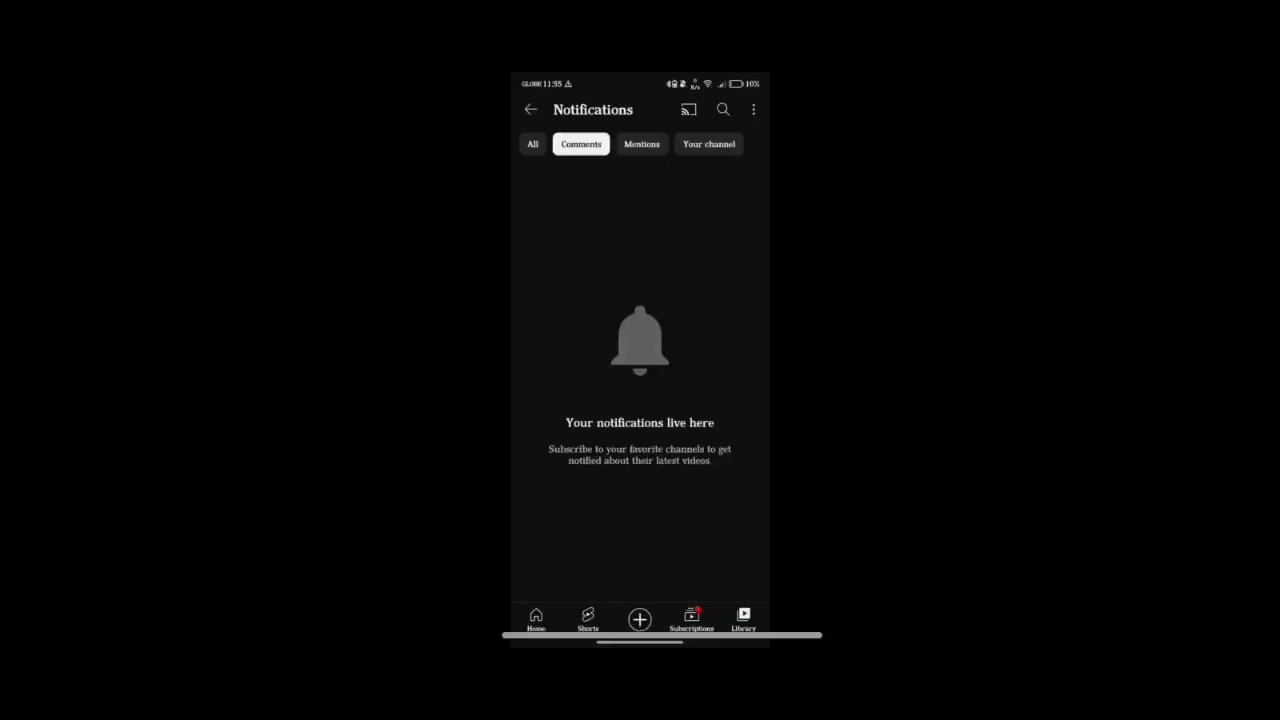 GLOBE 11:55 0 K/s 10%
Notifications
All Comments Mentions Your channel
Your notifications live here
Subscribe to your favorite channels to get
notified about their latest videos.
Home Shorts Subscriptions Library